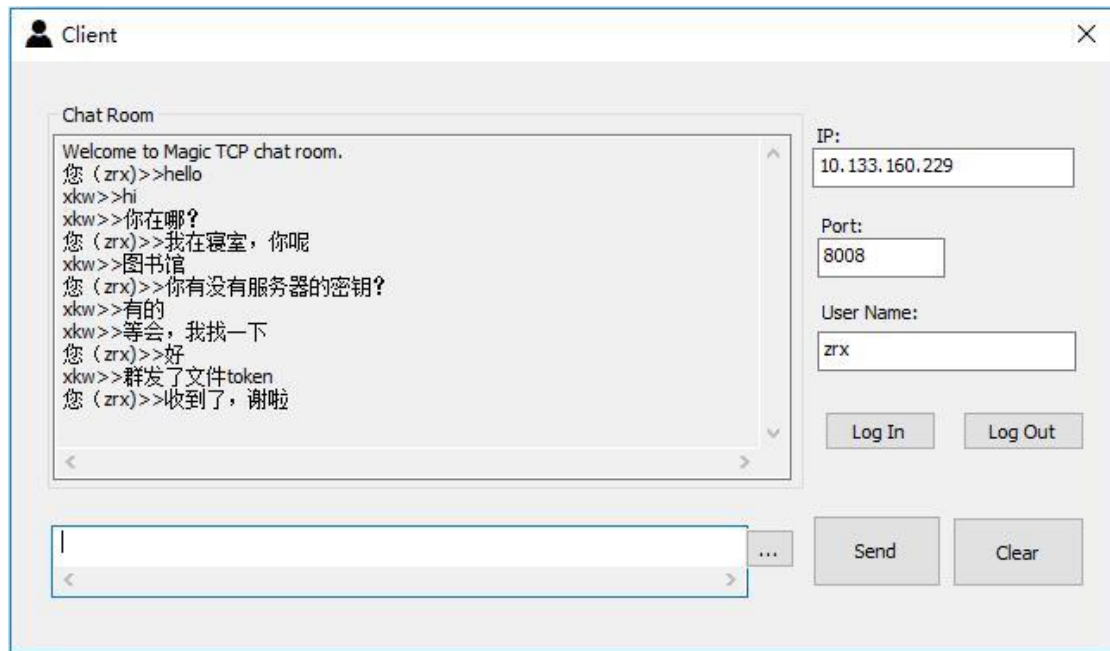 Client
Chat Room
Welcome to Magic TCP chat room.
您（zrx)>>hello
xkw>>hi
xkw>>你在哪？
您（zrx)>>我在寝室，你呢
xkw>>图书馆
您（zrx)>>你有没有服务器的密钥？
xkw>>有的
xkw>>等会，我找一下
您（zrx)>>好
xkw>>群发了文件token
您（zrx)>>收到了，谢啦
IP:
10.133.160.229
Port:
8008
User Name:
zrx
Log In
Log Out
...
Send
Clear